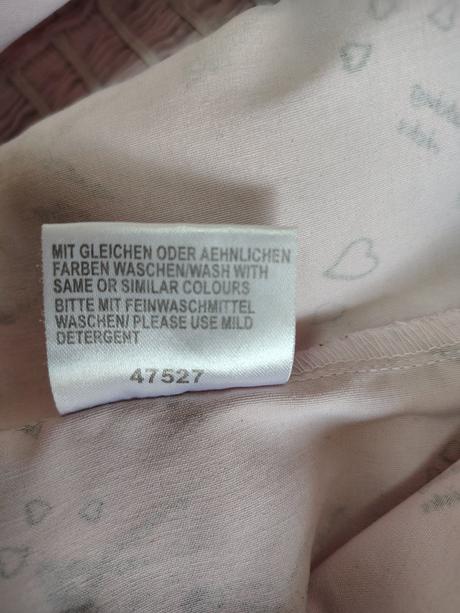 MIT GLEICHEN ODER AEHNLICHEN
FARBEN WASCHEN/WASH WITH
SAME OR SIMILAR COLOURS
BITTE MIT FEINWASCHMITTEL
WASCHEN/ PLEASE USE MILD
DETERGENT
47527